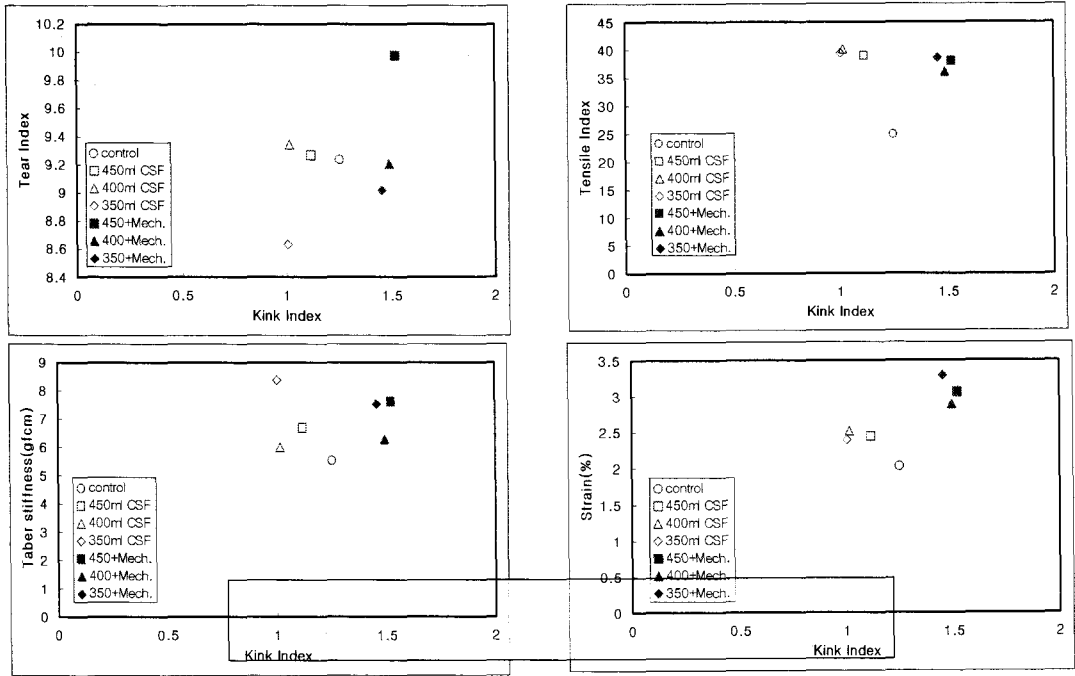 10.2
10
9.8
9.6
9.4
9.2
9
8.8
8.6
8.4
Tear Index
control
450ml CSF
400ml CSF
350ml CSF
450+Mech.
400+Mech.
350+Mech.
0
0.5
1
1.5
2
Kink Index
45
40
35
30
25
20
15
10
5
0
Tensile Index
control
450ml CSF
400ml CSF
350ml CSF
450+Mech.
400+Mech.
350+Mech.
0
0.5
1
1.5
2
Kink Index
9
8
7
6
5
4
3
2
1
0
Taber stiffness(gfcm)
control
450ml CSF
400ml CSF
350ml CSF
450+Mech.
400+Mech.
350+Mech.
0
0.5
1
1.5
2
Kink Index
3.5
3
2.5
2
1.5
1
0.5
0
Strain(%)
control
450ml CSF
400ml CSF
350ml CSF
450+Mech.
400+Mech.
350+Mech.
0
0.5
1
1.5
2
Kink Index